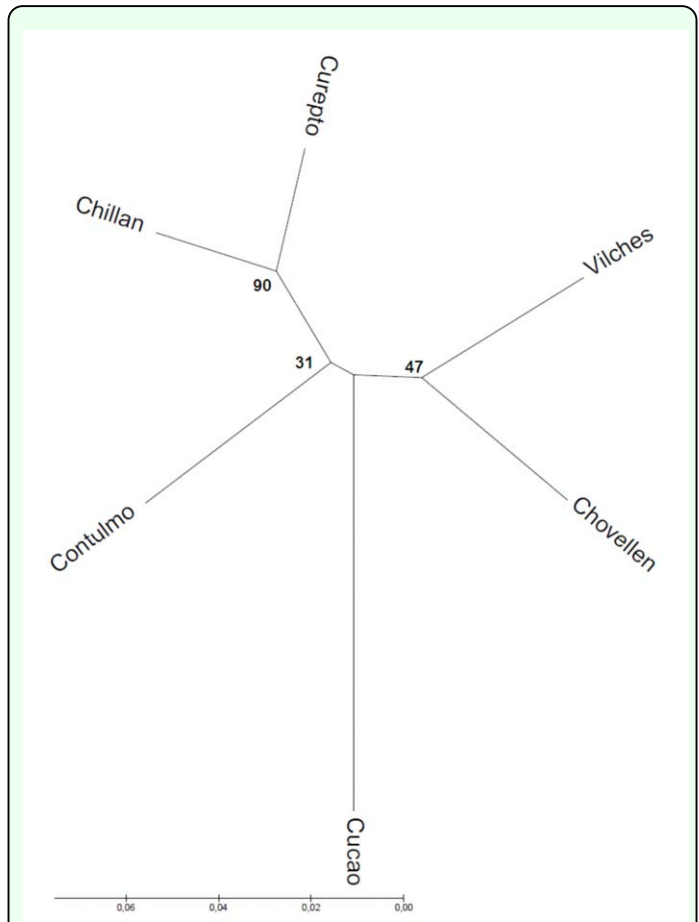 Curepto
Chillan
Vilches
90
31
47
Contulmo
Chovellen
Cucao
0,06 0,04 0,02 0,00